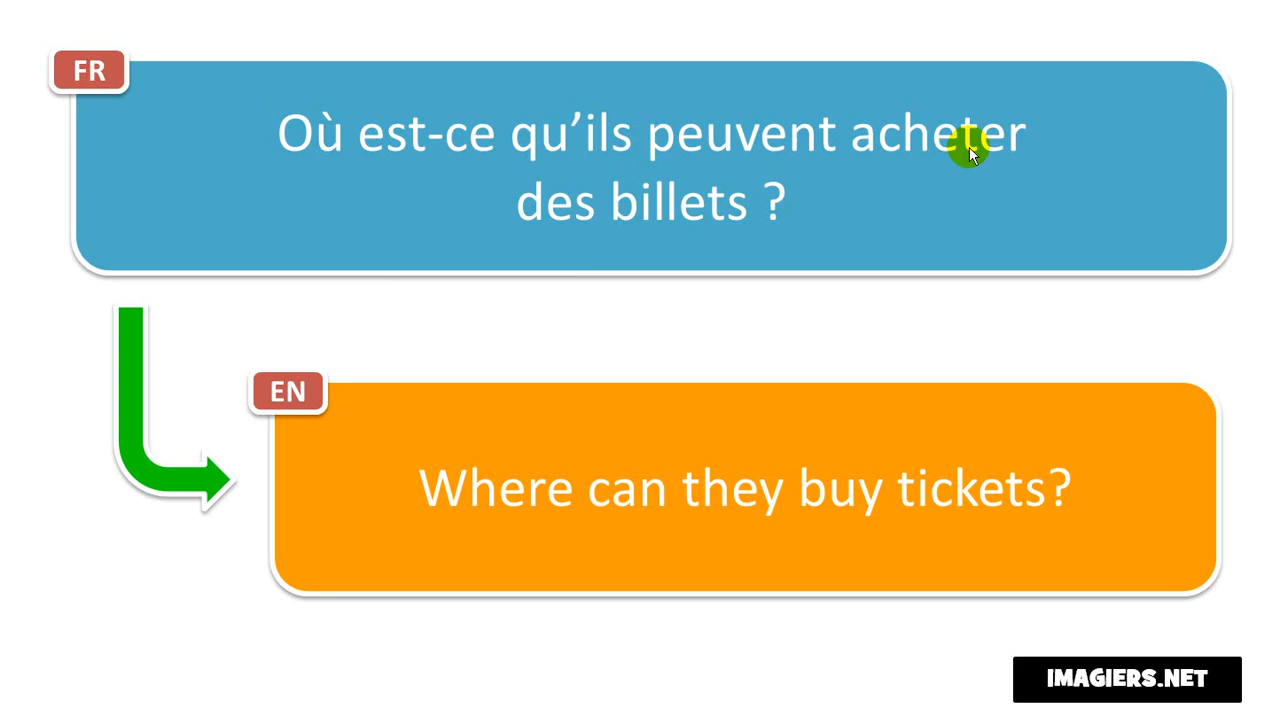 FR
Où est-ce qu’ils peuvent acheter
des billets ?
EN
Where can they buy tickets?
IMAGIERS.NET